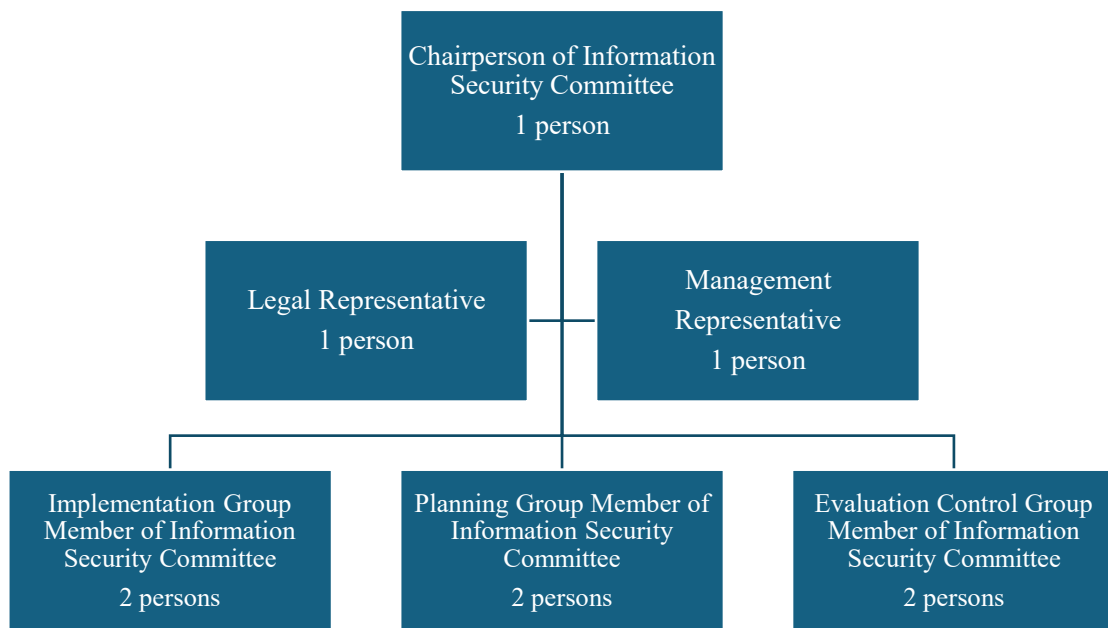 Chairperson of Information
Security Committee
1 person
Legal Representative
1 person
Management
Representative
1 person
Implementation Group
Member of Information
Security Committee
2 persons
Planning Group Member of
Information Security
Committee
2 persons
Evaluation Control Group
Member of Information
Security Committee
2 persons